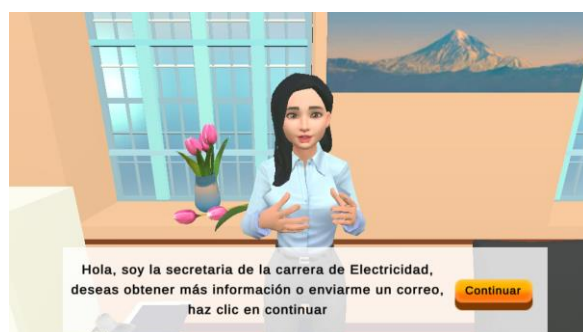 Hola, soy la secretaria de la carrera de Electricidad,
deseas obtener más información o enviarme un correo,
haz clic en continuar
Continuar